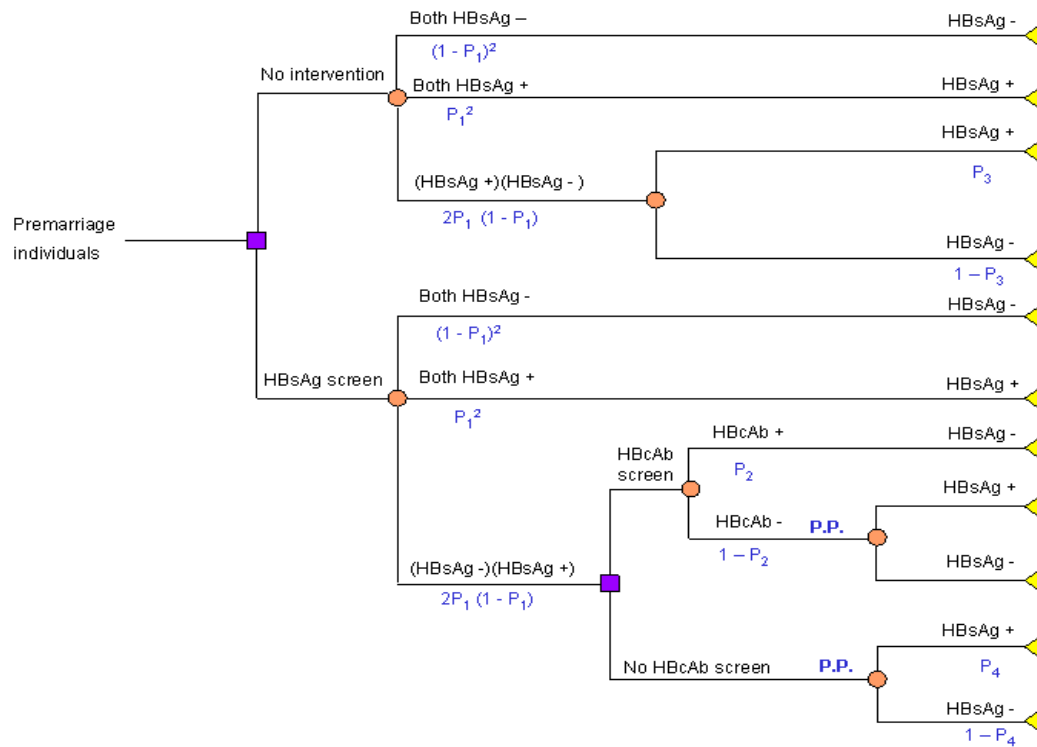 Both HBsAg –
(1 - P₁)²
HBsAg -
No intervention
Both HBsAg +
P₁²
HBsAg +
HBsAg +
P₃
(HBsAg +)(HBsAg - )
2P₁ (1 - P₁)
HBsAg -
1 – P₃
Premarriage
individuals
Both HBsAg -
(1 - P₁)²
HBsAg -
HBsAg screen
Both HBsAg +
P₁²
HBsAg +
HBcAb
screen
HBcAb +
P₂
HBsAg -
HBcAb -
1 – P₂
P.P.
HBsAg +
HBsAg -
(HBsAg -)(HBsAg +)
2P₁ (1 - P₁)
No HBcAb screen
P.P.
HBsAg +
P₄
HBsAg -
1 – P₄